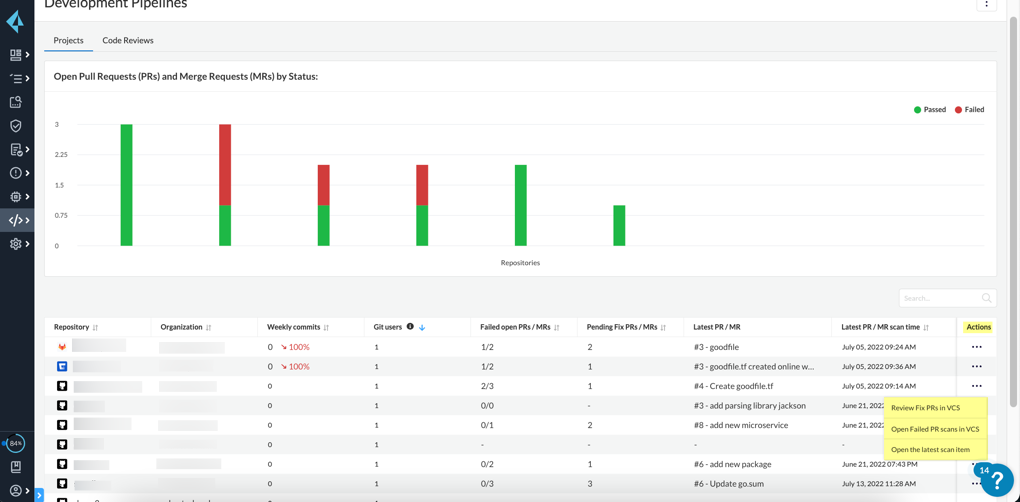 Development Pipelines
Projects Code Reviews
Open Pull Requests (PRs) and Merge Requests (MRs) by Status:
Passed Failed
3
2.25
1.5
0.75
0
Repositories
Search...
Repository Organization Weekly commits Git users Failed open PRs / MRs Pending Fix PRs / MRs Latest PR / MR Latest PR / MR scan time Actions
0 100% 1 1/2 2 #3 - goodfile July 05, 2022 09:24 AM
0 100% 1 1/2 1 #3 - goodfile.tf created online w... July 05, 2022 09:36 AM
0 1 2/3 1 #4 - Create goodfile.tf July 05, 2022 09:14 AM
0 1 0/0 - #3 - add parsing library jackson June 21, 2022
Review Fix PRs in VCS
0 1 0/1 2 #8 - add new microservice June 21, 2022
Open Failed PR scans in VCS
0 1 - - - -
Open the latest scan item
0 1 0/2 1 #6 - add new package June 21, 2022 07:43 PM
0 1 0/3 3 #6 - Update go.sum July 13, 2022 11:28 AM
84%
14
?